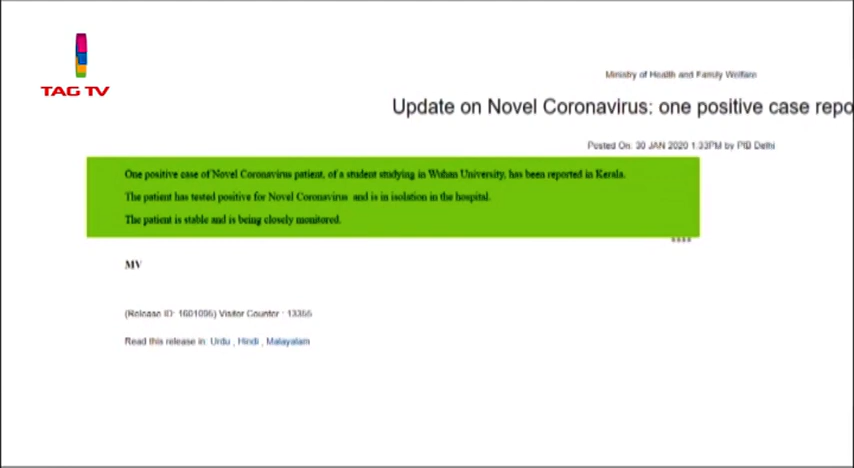 TAG TV
Ministry of Health and Family Welfare
Update on Novel Coronavirus: one positive case repo
Posted On: 30 JAN 2020 1:33PM by PIB Delhi
One positive case of Novel Coronavirus patient, of a student studying in Wuhan University, has been reported in Kerala.
The patient has tested positive for Novel Coronavirus and is in isolation in the hospital.
The patient is stable and is being closely monitored.
****
MV
(Release ID: 1601095) Visitor Counter : 13355
Read this release in: Urdu , Hindi , Malayalam